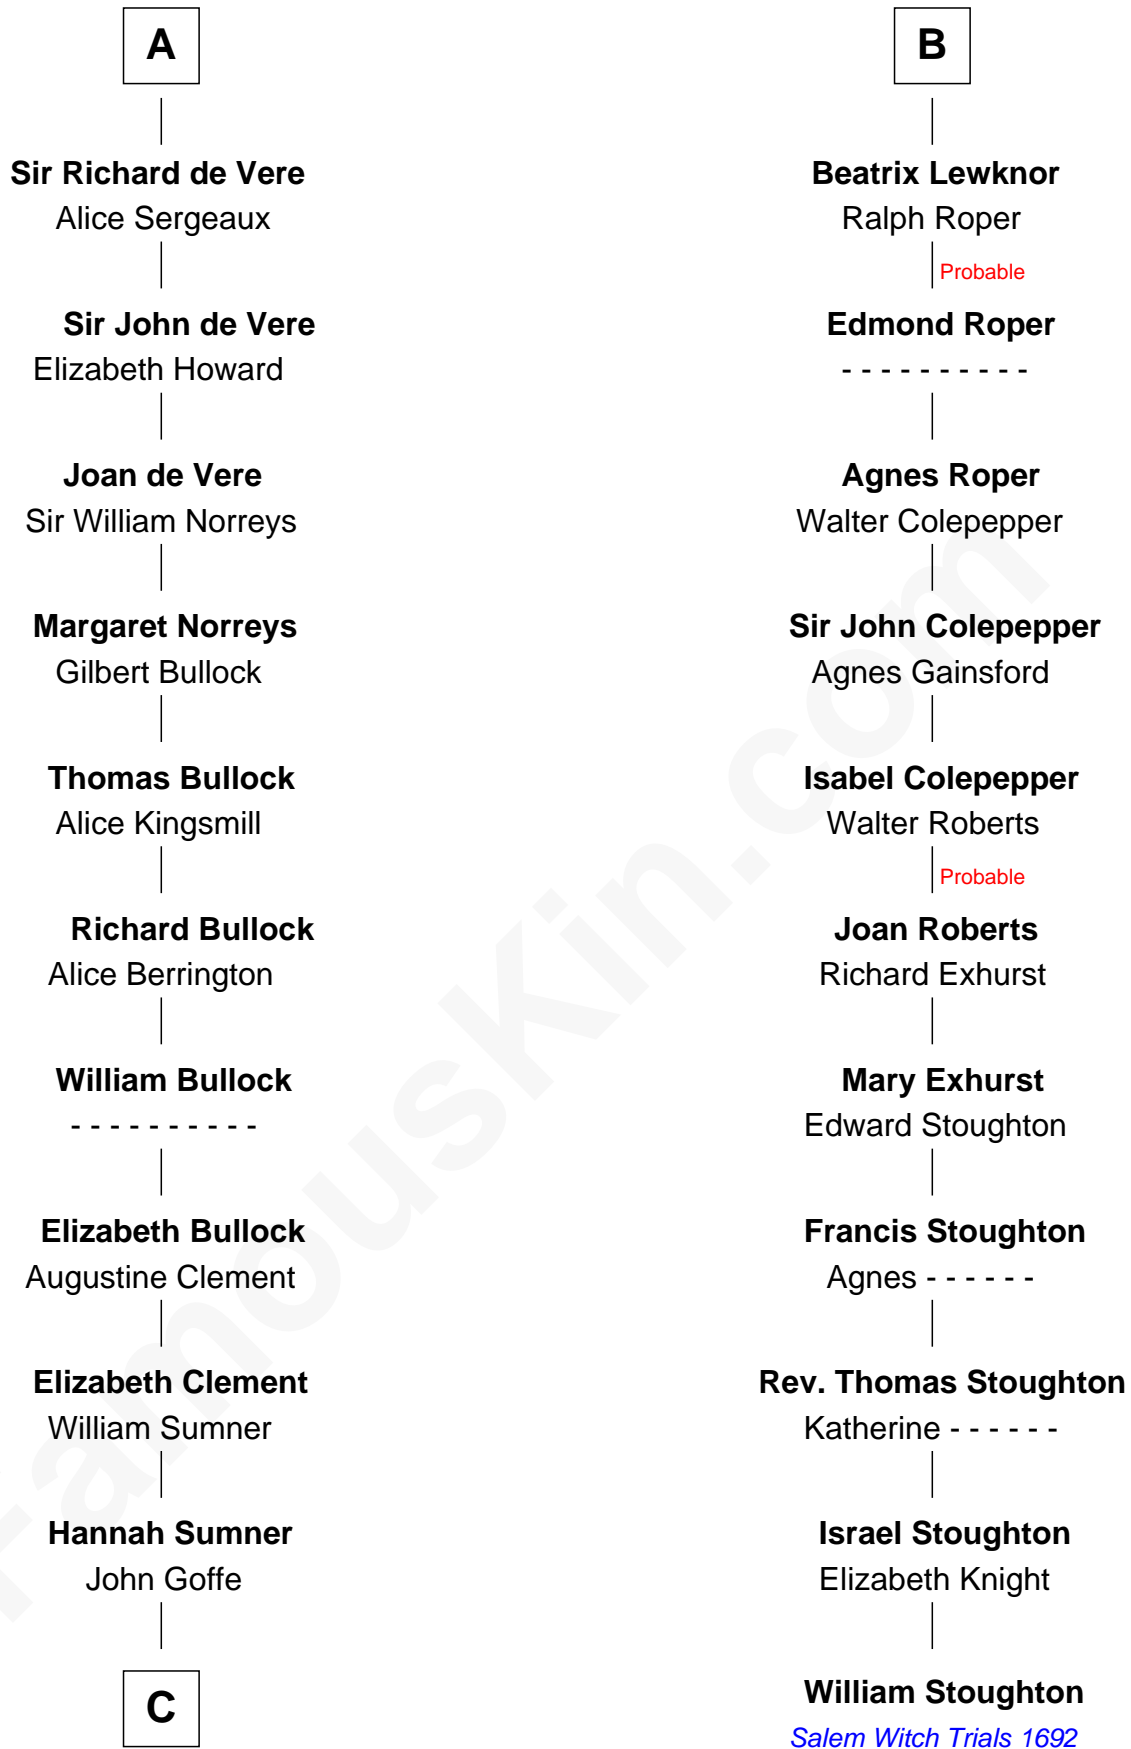 A
Sir Richard de Vere
Alice Sergeaux
Sir John de Vere
Elizabeth Howard
Joan de Vere
Sir William Norreys
Margaret Norreys
Gilbert Bullock
Thomas Bullock
Alice Kingsmill
Richard Bullock
Alice Berrington
William Bullock
- - - - - - - - - -
Elizabeth Bullock
Augustine Clement
Elizabeth Clement
William Sumner
Hannah Sumner
John Goffe
C
B
Beatrix Lewknor
Ralph Roper
Probable
Edmond Roper
- - - - - - - - - -
Agnes Roper
Walter Colepepper
Sir John Colepepper
Agnes Gainsford
Isabel Colepepper
Walter Roberts
Probable
Joan Roberts
Richard Exhurst
Mary Exhurst
Edward Stoughton
Francis Stoughton
Agnes - - - - - -
Rev. Thomas Stoughton
Katherine - - - - - -
Israel Stoughton
Elizabeth Knight
William Stoughton
Salem Witch Trials 1692
FamousKin.com